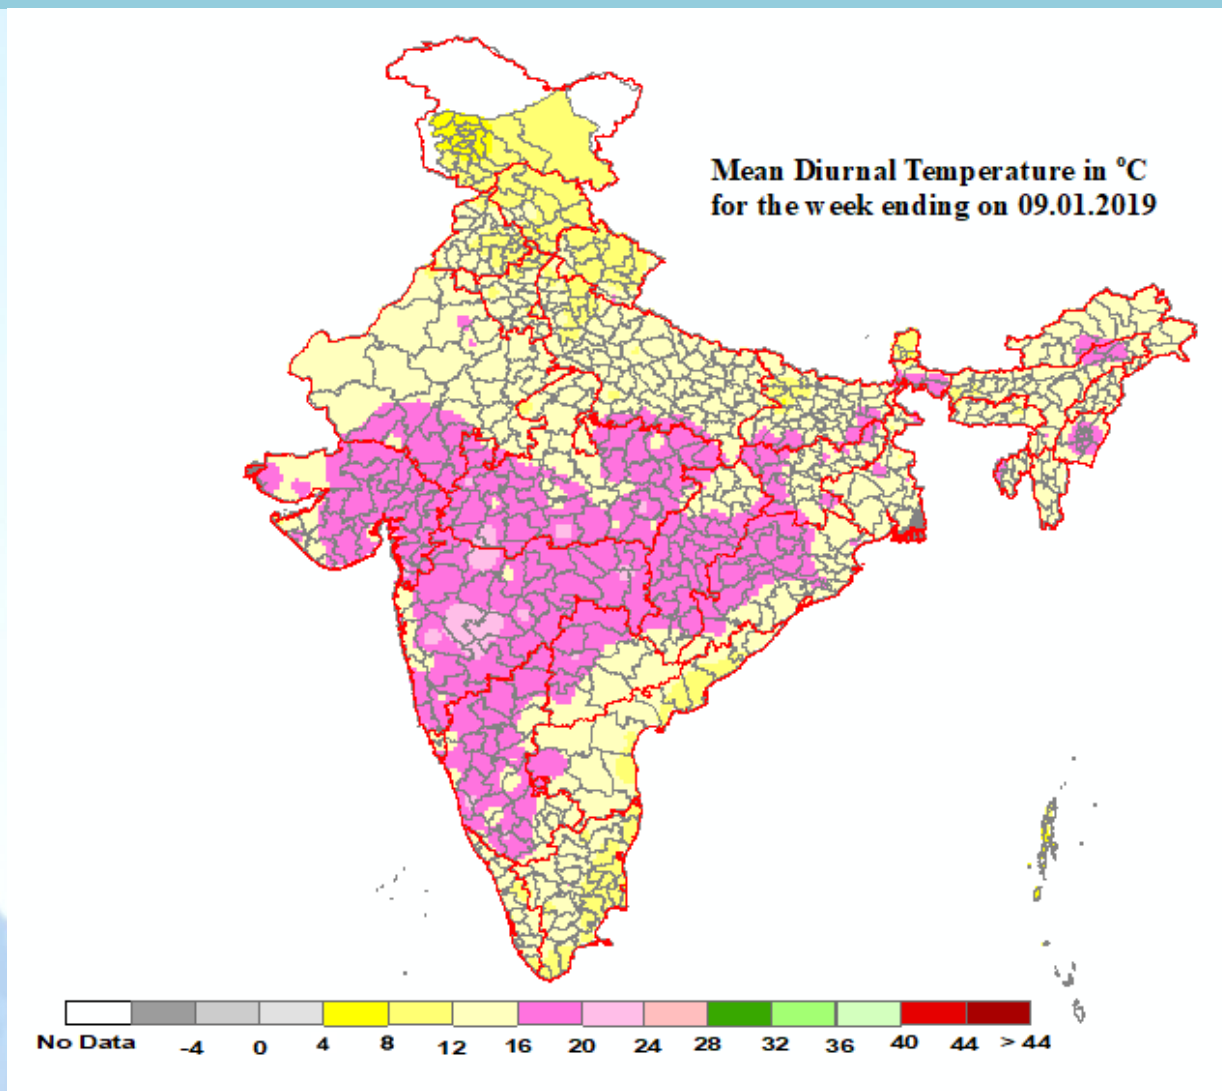 Mean Diurnal Temperature in °C
for the week ending on 09.01.2019
No Data -4 0 4 8 12 16 20 24 28 32 36 40 44 > 44